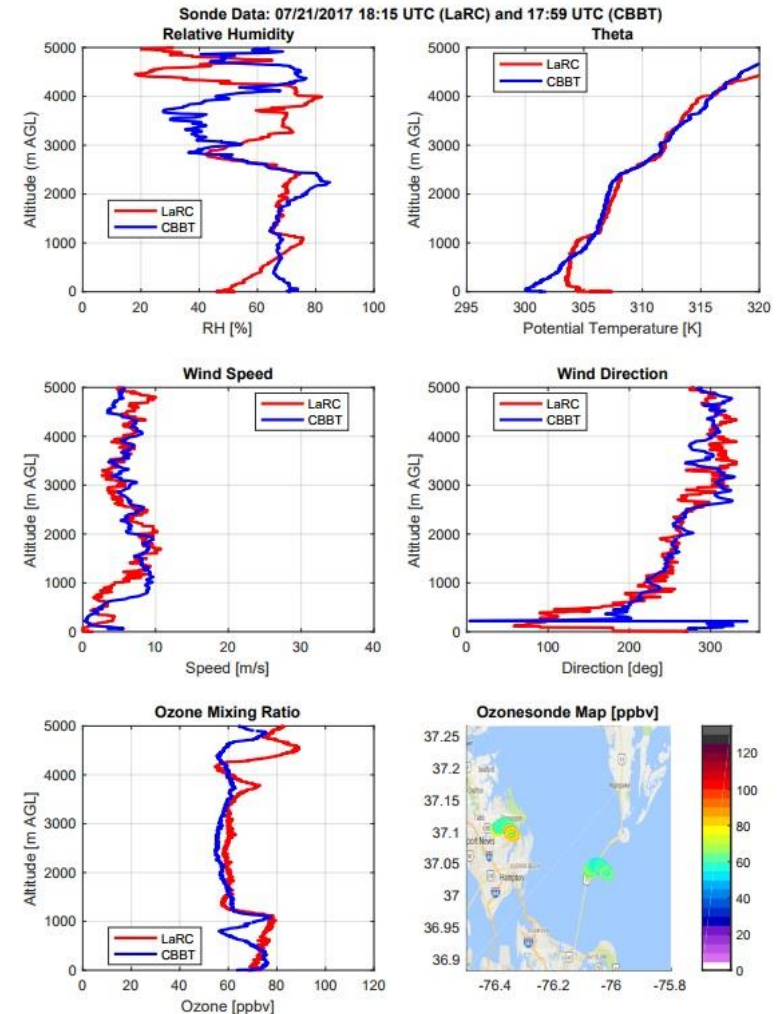 Sonde Data: 07/21/2017 18:15 UTC (LaRC) and 17:59 UTC (CBBT)
Relative Humidity
5000
4000
3000
2000
1000
0
Altitude (m AGL)
LaRC
CBBT
0 20 40 60 80 100
RH [%]
Theta
5000
4000
3000
2000
1000
0
Altitude (m AGL)
LaRC
CBBT
295 300 305 310 315 320
Potential Temperature [K]
Wind Speed
5000
4000
3000
2000
1000
0
Altitude [m AGL]
LaRC
CBBT
0 10 20 30 40
Speed [m/s]
Wind Direction
5000
4000
3000
2000
1000
0
Altitude [m AGL]
LaRC
CBBT
0 100 200 300
Direction [deg]
Ozone Mixing Ratio
5000
4000
3000
2000
1000
0
Altitude [m AGL]
LaRC
CBBT
0 20 40 60 80 100 120
Ozone [ppbv]
Ozonesonde Map [ppbv]
37.25
37.2
37.15
37.1
37.05
37
36.95
36.9
port News
Hampton
-76.4 -76.2 -76 -75.8
120
100
80
60
40
20
0